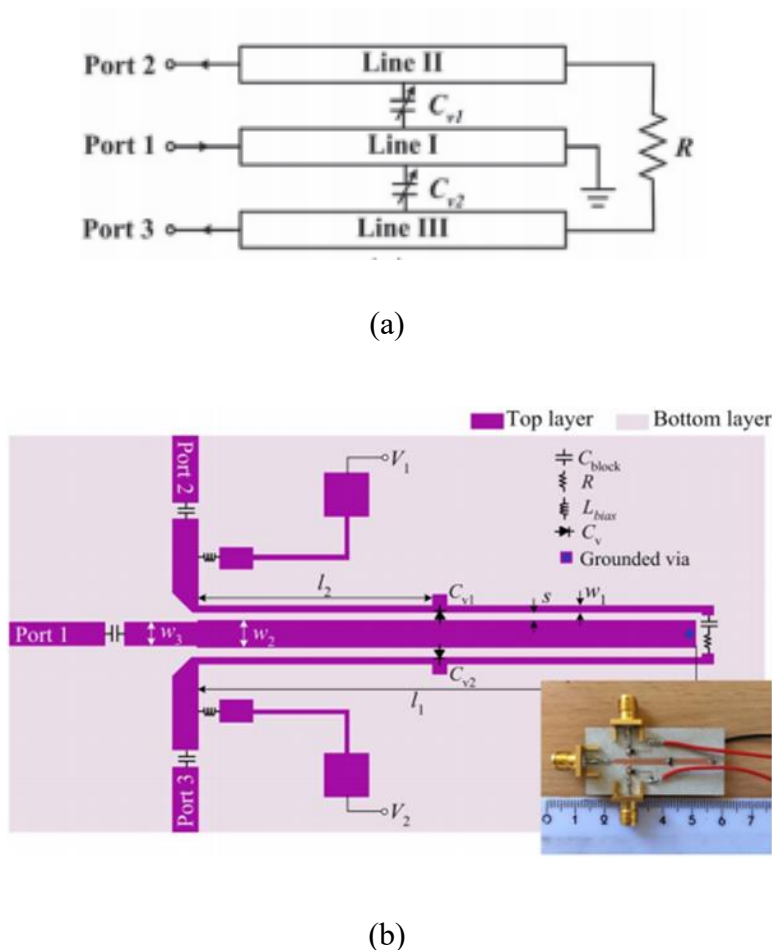 Port 2
Line II
C_v1
Port 1
Line I
R
C_v2
Port 3
Line III
(a)
Top layer
Bottom layer
Port 2
V_1
C_block
R
L_bias
C_v
Grounded via
l_2
C_v1
s
w_1
Port 1
w_3
w_2
C_v2
l_1
Port 3
V_2
0 1 2 4 5 6 7
(b)